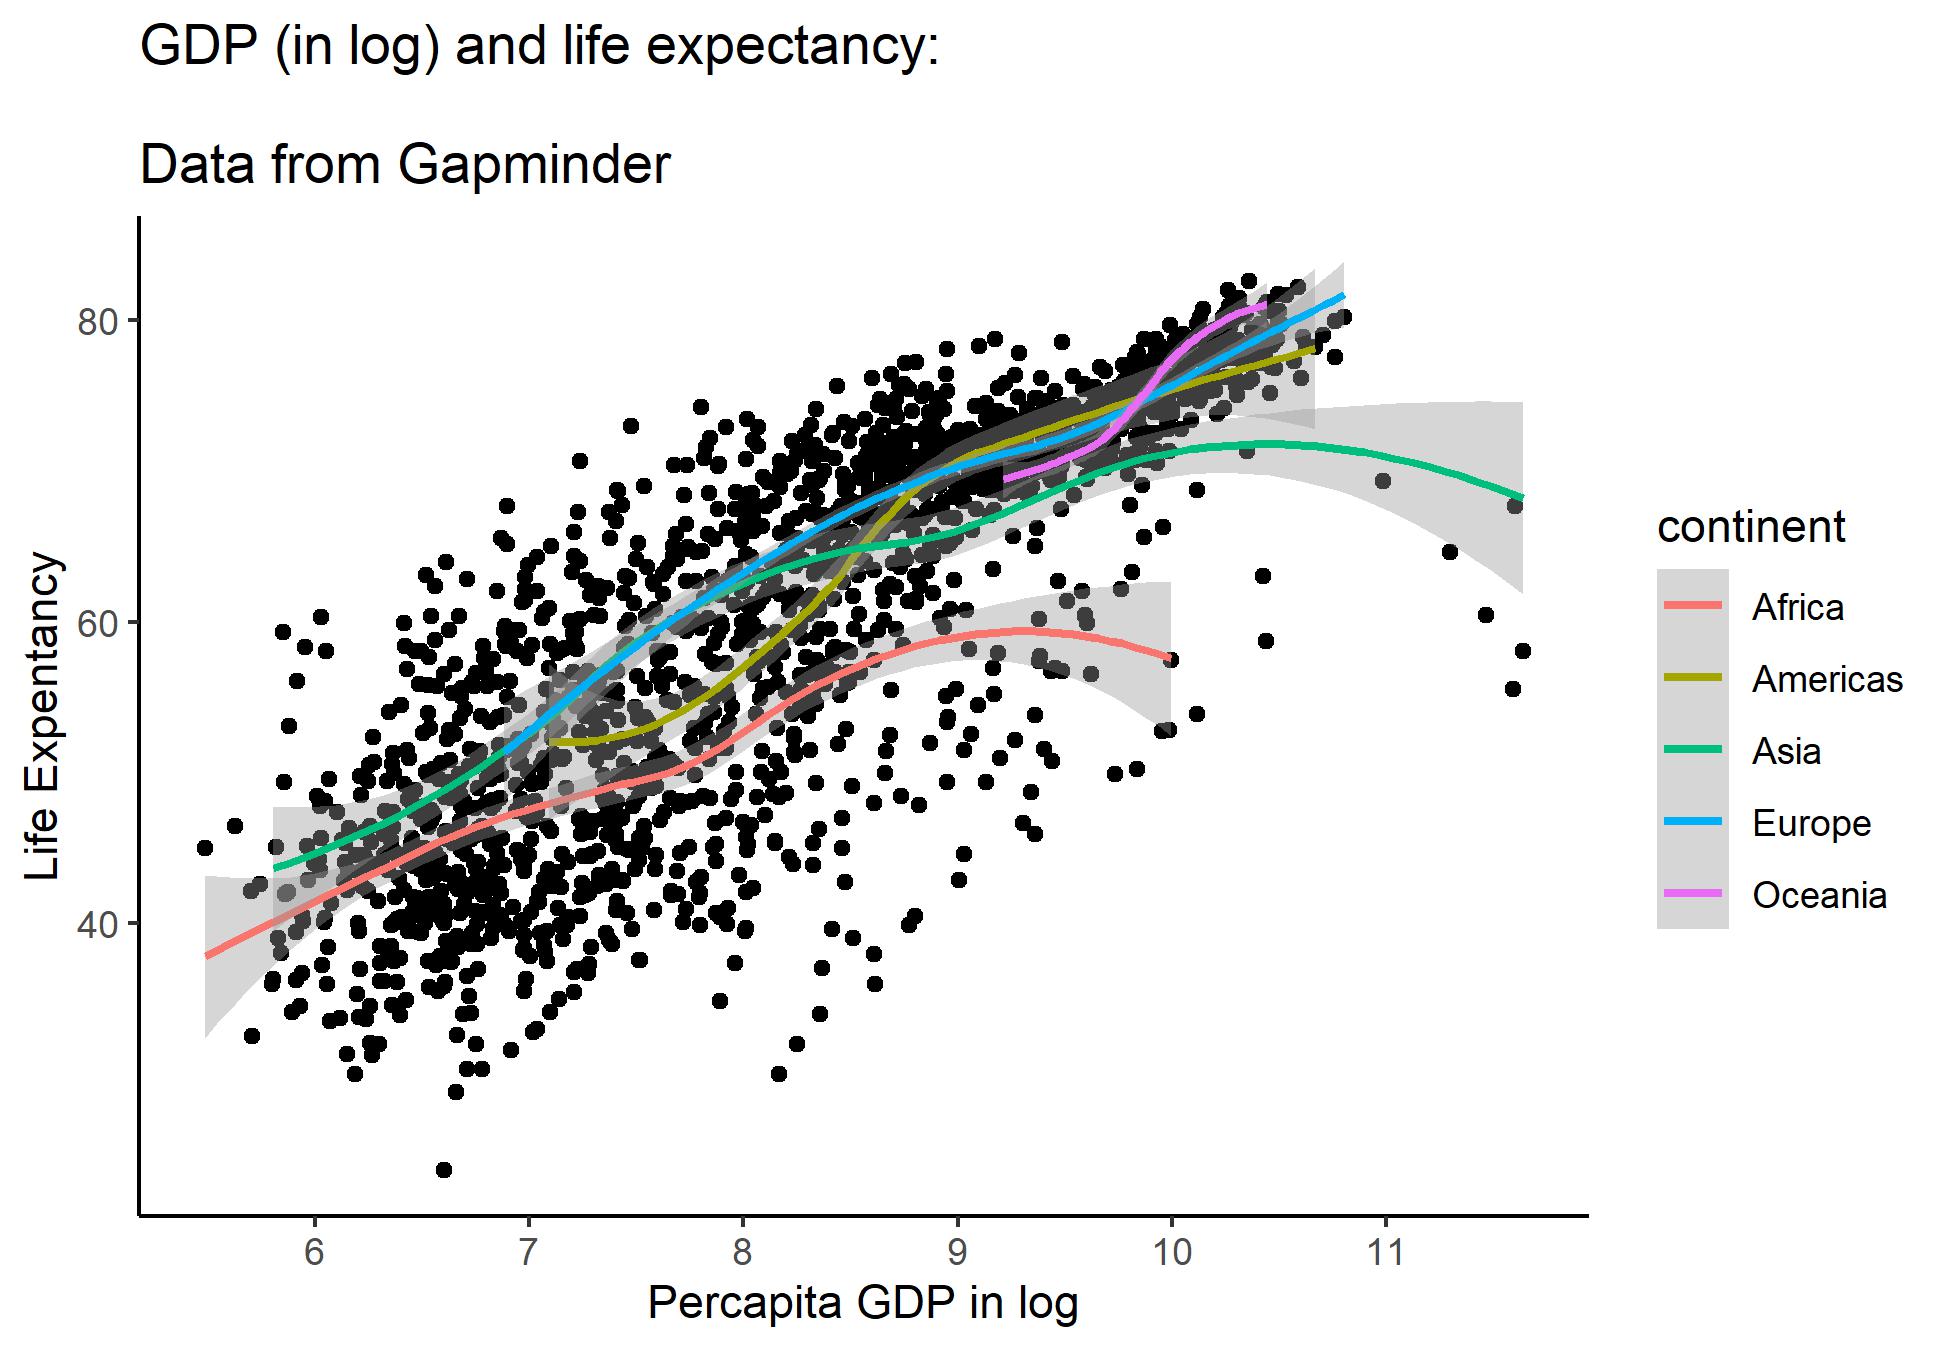 GDP (in log) and life expectancy:
Data from Gapminder
Life Expentancy
80
60
40
6 7 8 9 10 11
Percapita GDP in log
continent
Africa
Americas
Asia
Europe
Oceania